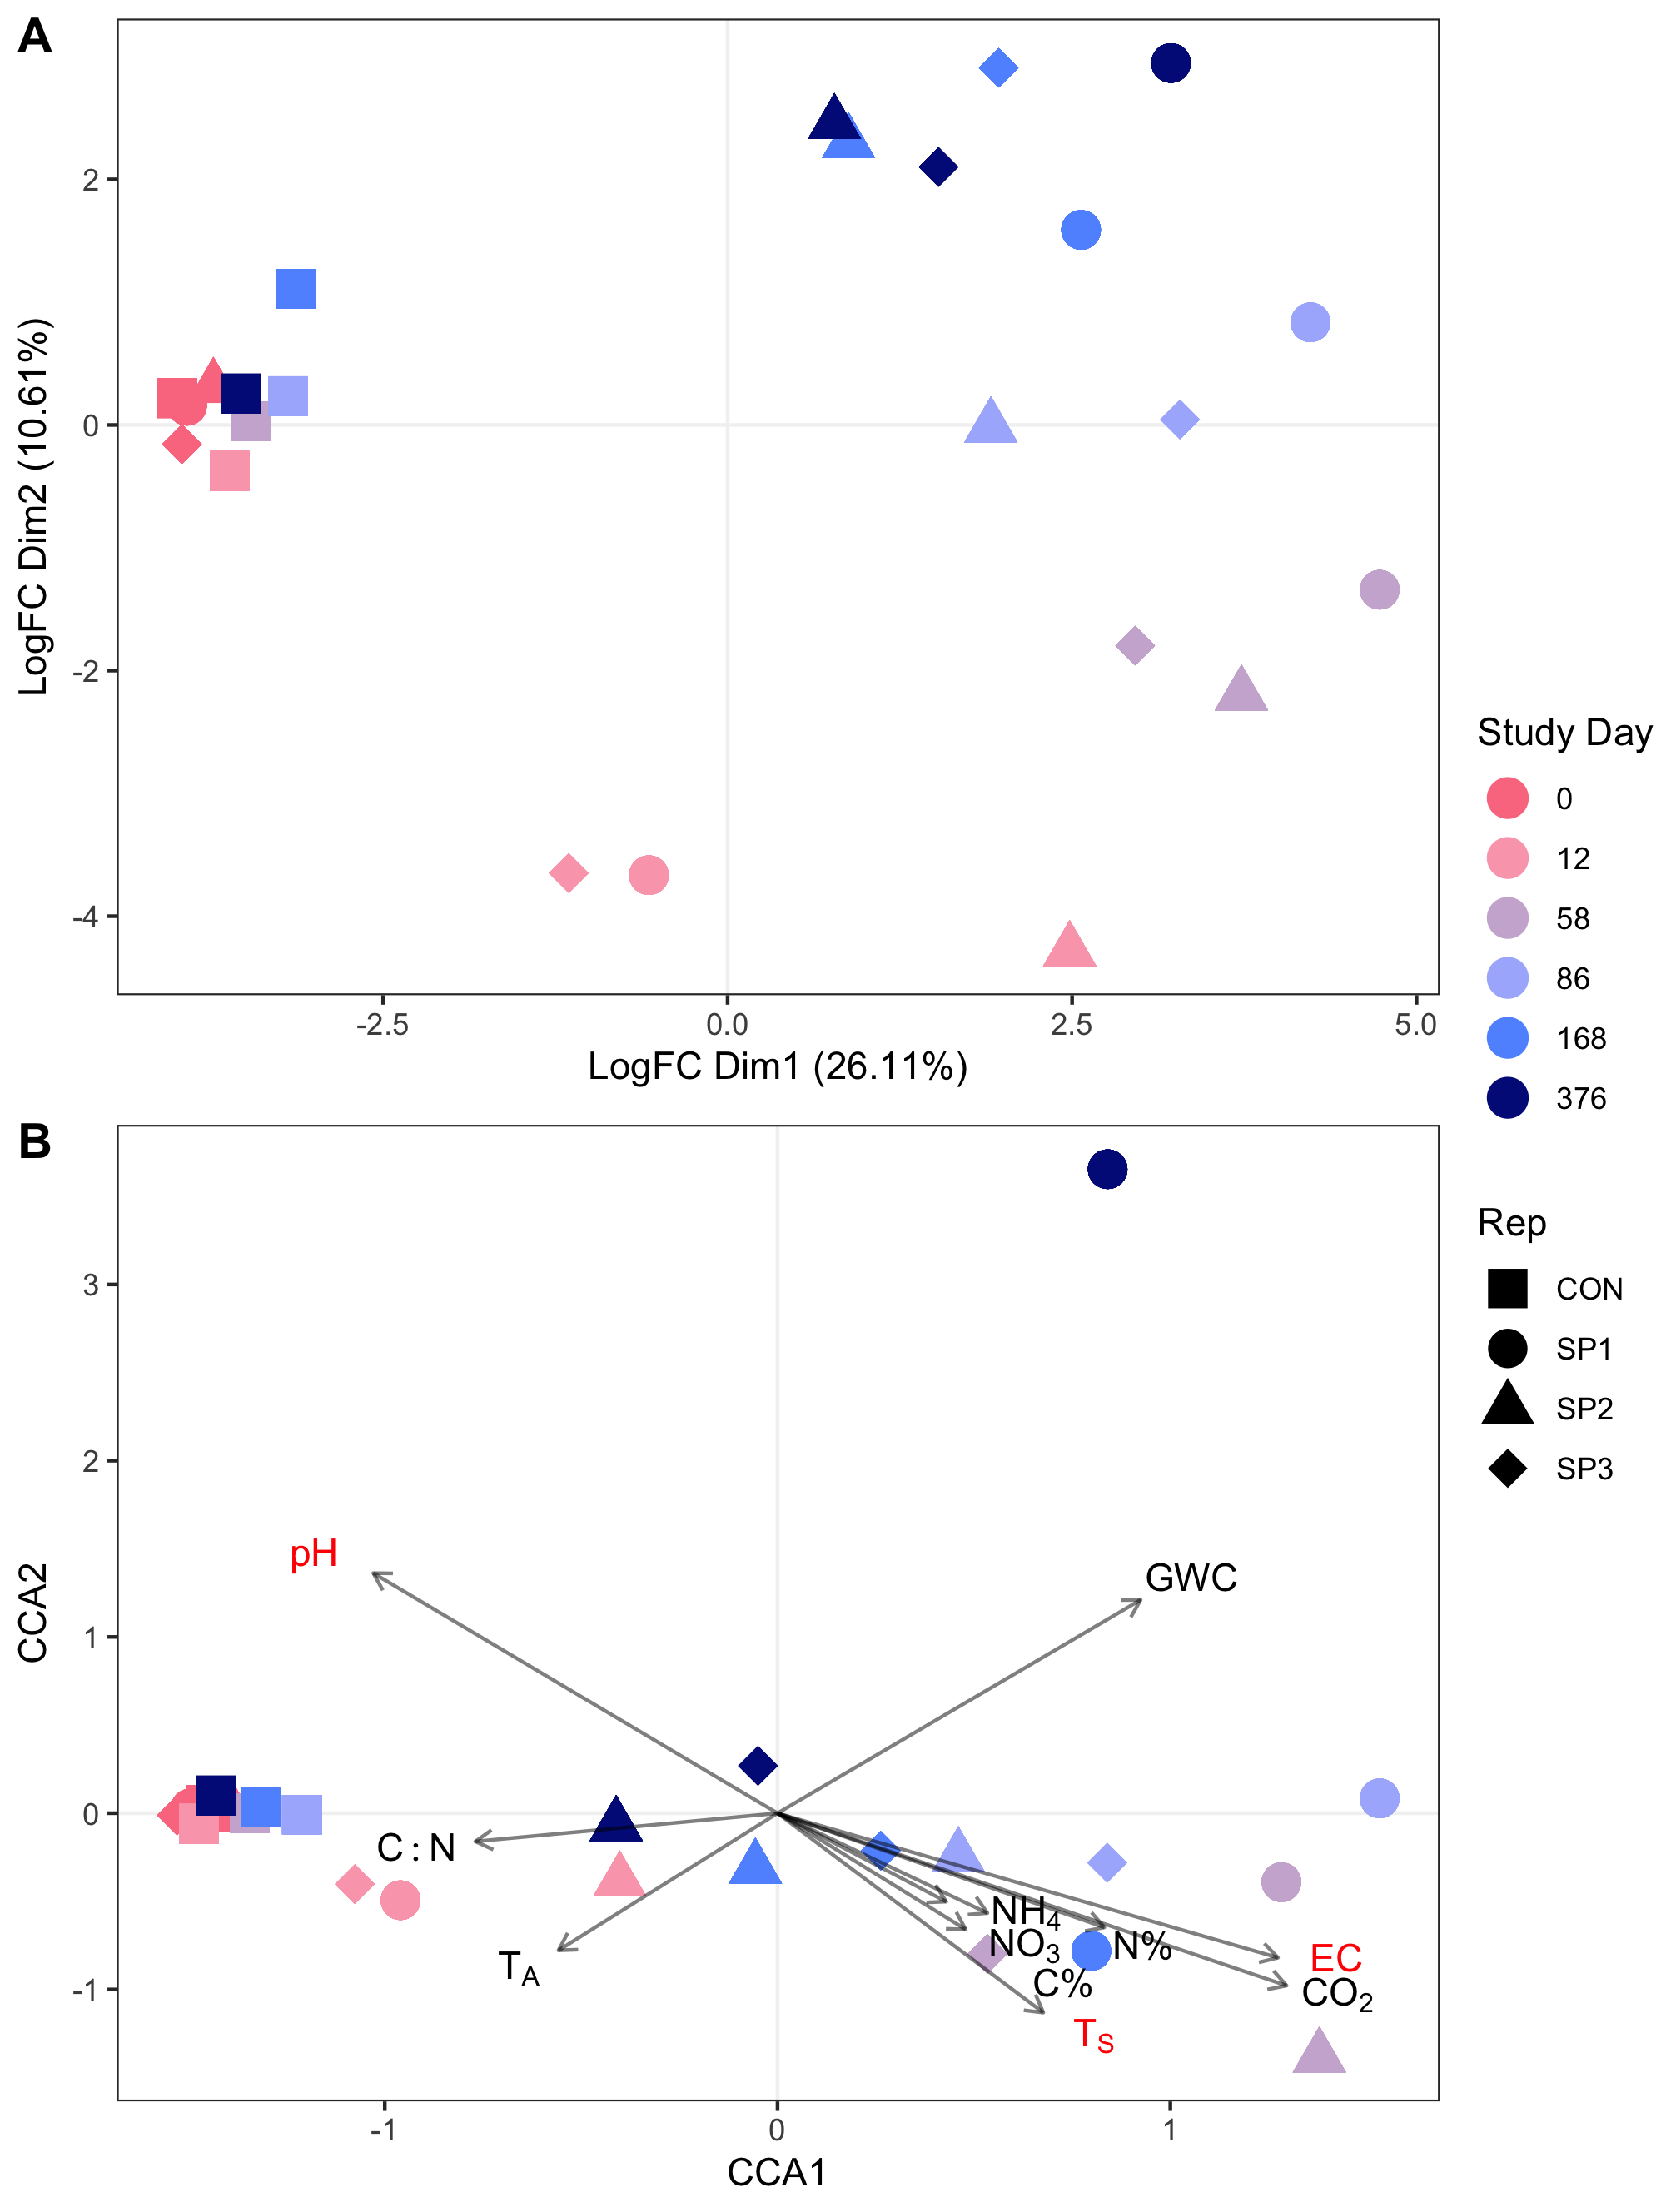 A
2
0
-2
-4
LogFC Dim2 (10.61%)
-2.5 0.0 2.5 5.0
LogFC Dim1 (26.11%)
Study Day
0
12
58
86
168
376
Rep
CON
SP1
SP2
SP3
B
3
2
1
0
-1
CCA2
pH
GWC
C : N
T_A
NH₄
NO₃
N%
C%
EC
CO₂
T_S
-1 0 1
CCA1